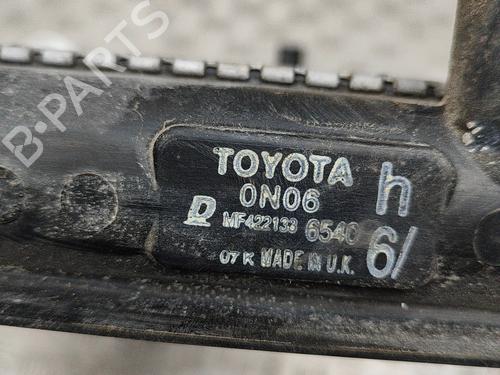 B-PARTS
TOYOTA
0N06
h
D MF422133 6540
6/
07 K MADE IN U.K.